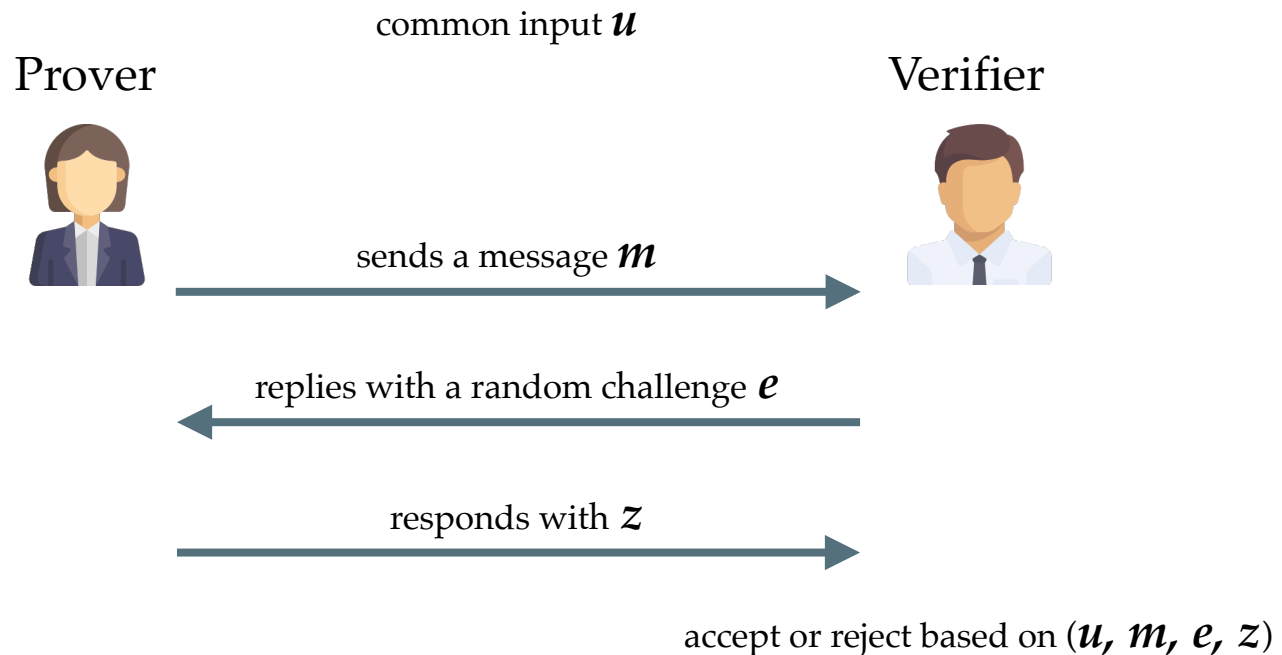 common input u
Prover
Verifier
sends a message m
replies with a random challenge e
responds with z
accept or reject based on (u, m, e, z)